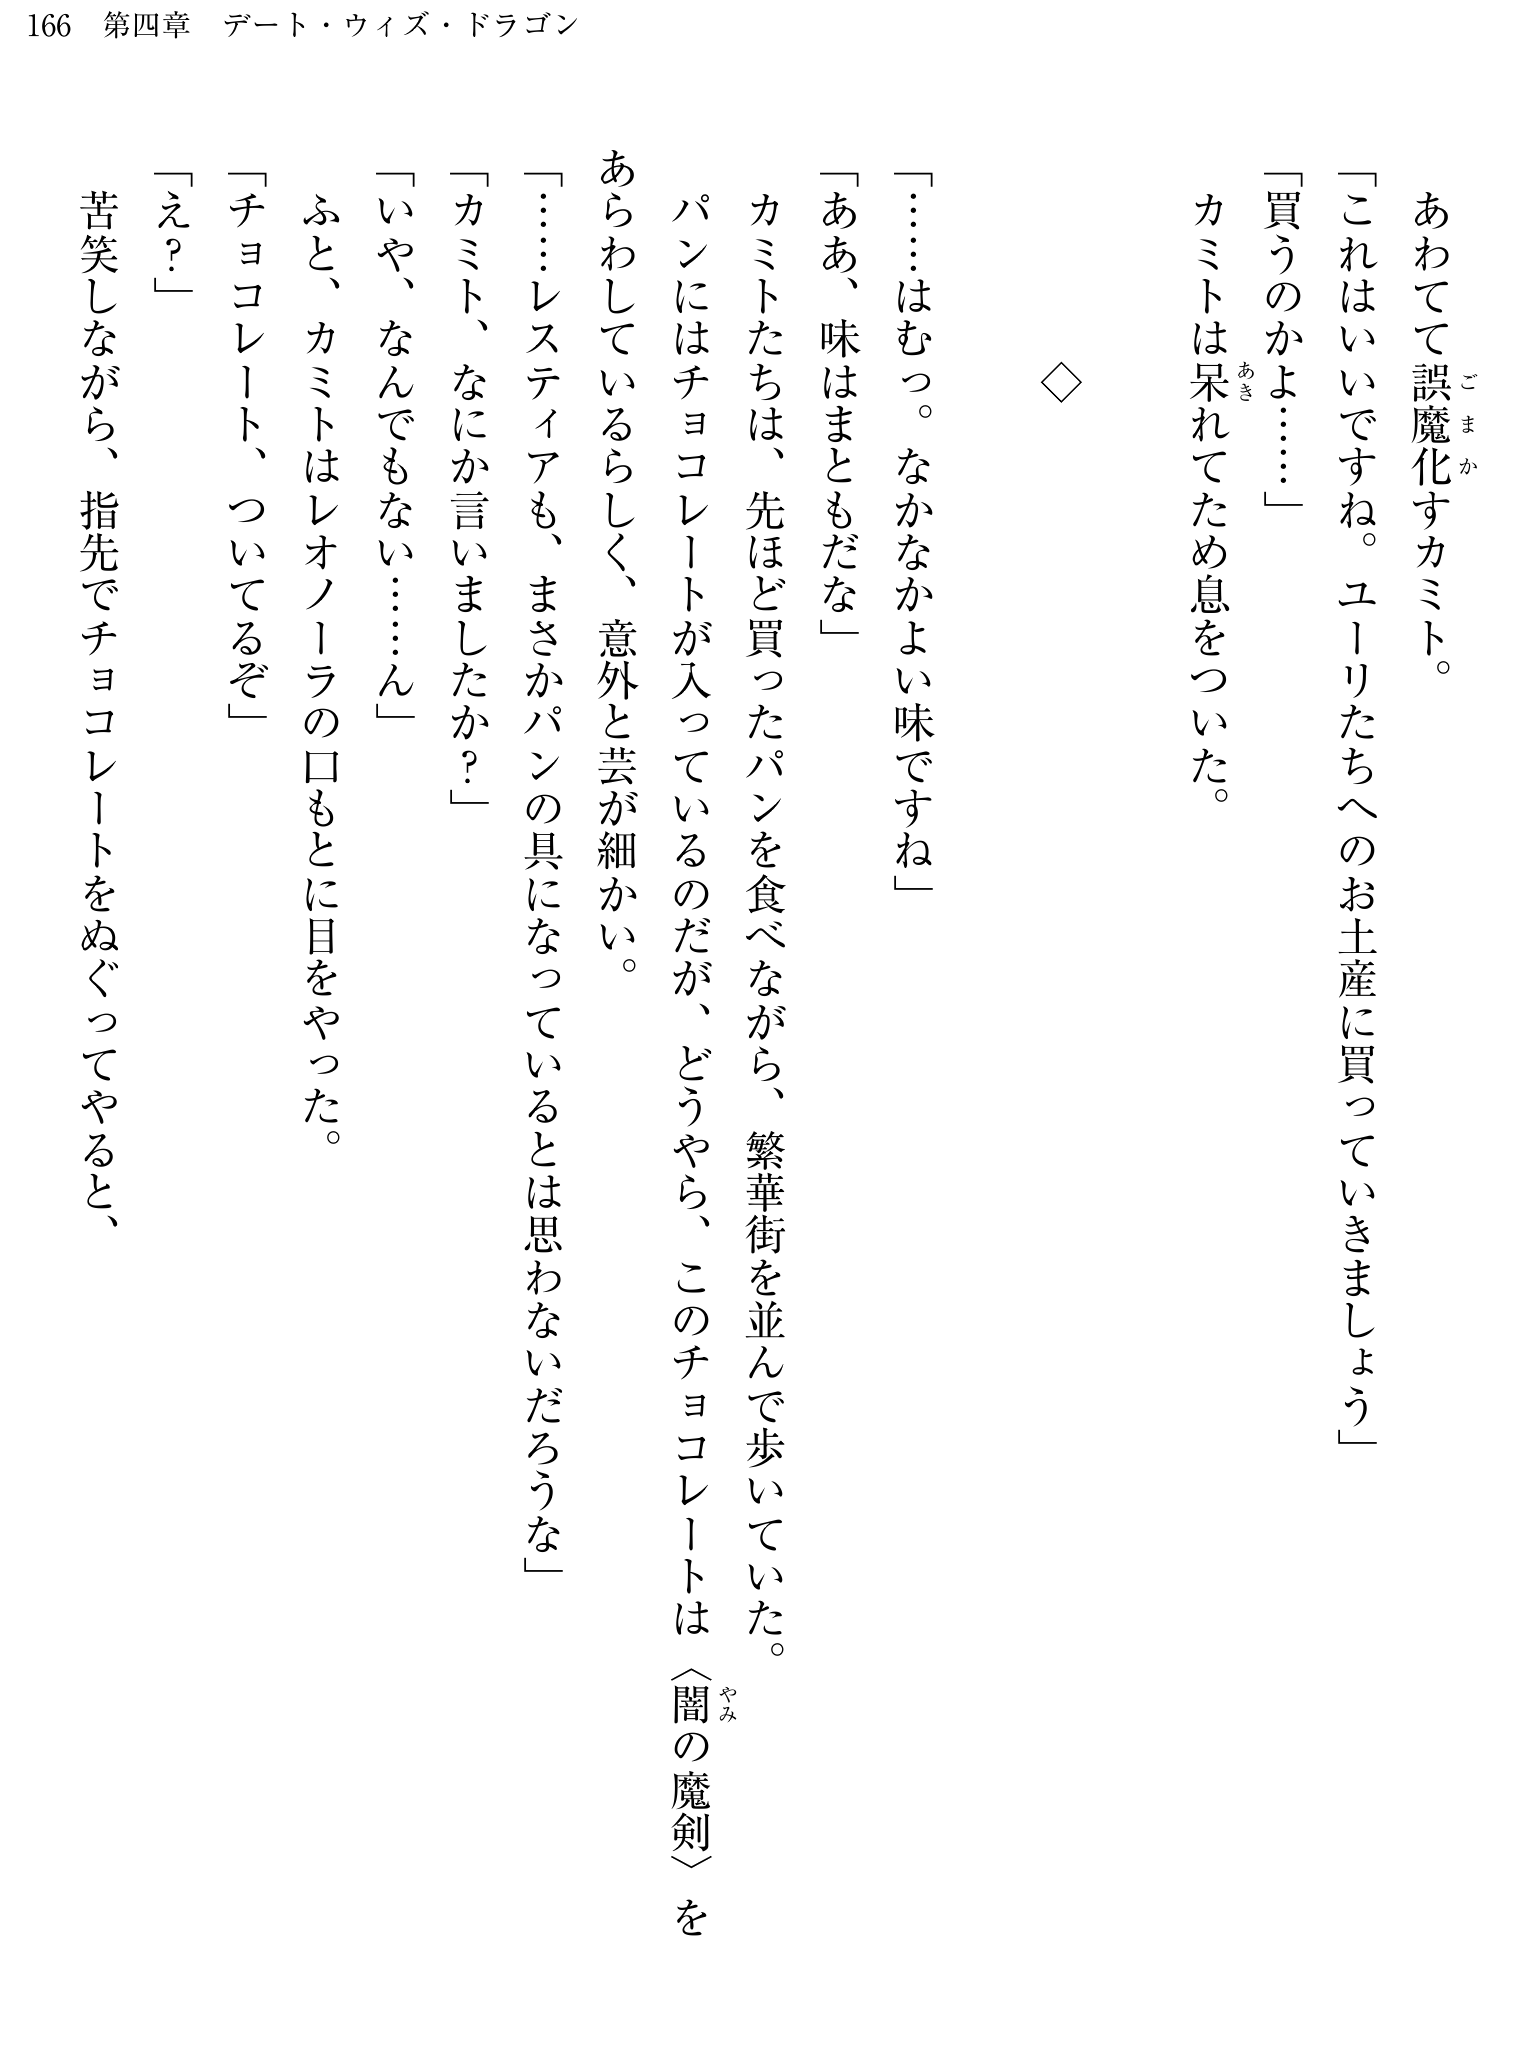 166　第四章　デート・ウィズ・ドラゴン
　あわてて誤魔化すカミト。
「これはいいですね。ユーリたちへのお土産に買っていきましょう」
「買うのかよ……」
　カミトは呆れてため息をついた。
◇
「……はむっ。なかなかよい味ですね」
「ああ、味はまともだな」
　カミトたちは、先ほど買ったパンを食べながら、繁華街を並んで歩いていた。
　パンにはチョコレートが入っているのだが、どうやら、このチョコレートは〈闇の魔剣〉を
あらわしているらしく、意外と芸が細かい。
「……レスティアも、まさかパンの具になっているとは思わないだろうな」
「カミト、なにか言いましたか?」
「いや、なんでもない……ん」
　ふと、カミトはレオノーラの口もとに目をやった。
「チョコレート、ついてるぞ」
「え?」
　苦笑しながら、指先でチョコレートをぬぐってやると、